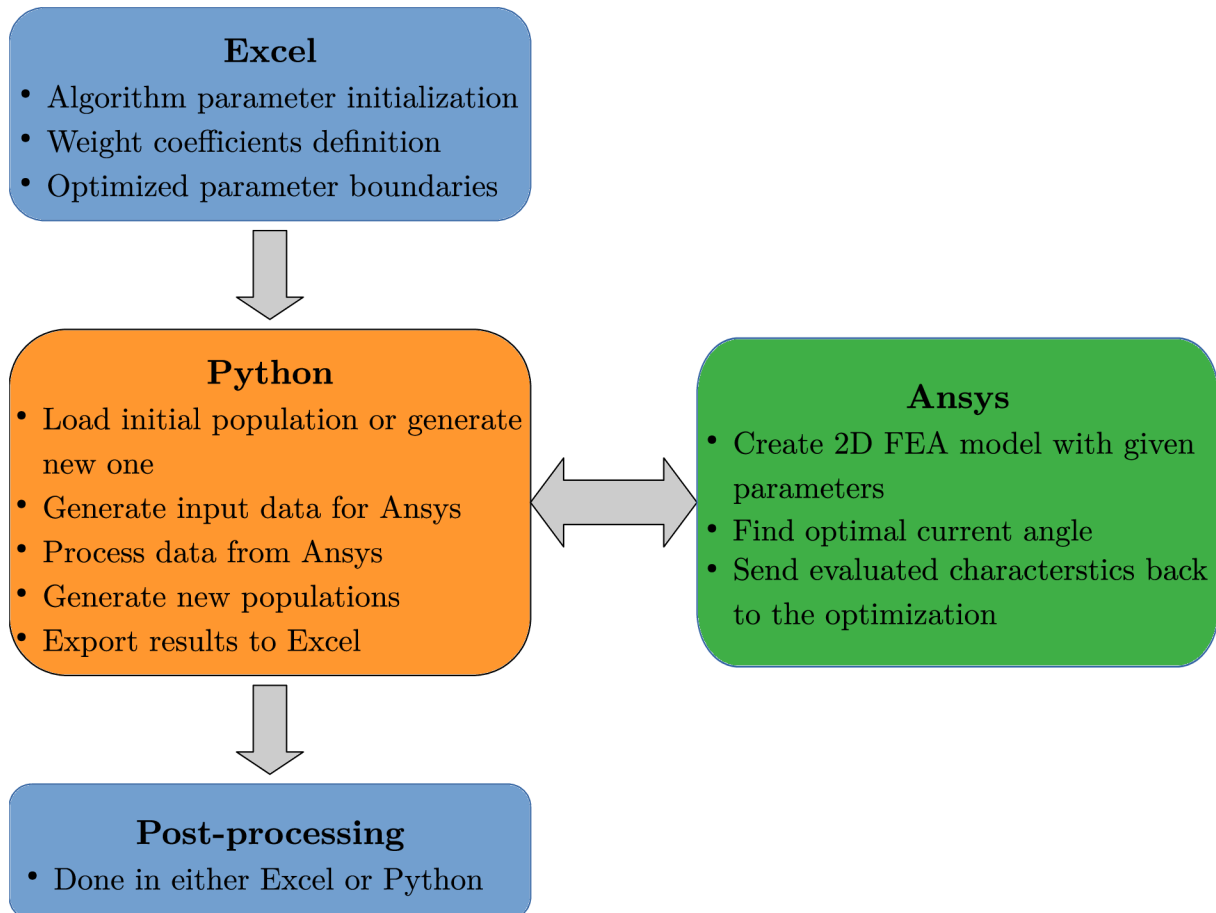 Excel
• Algorithm parameter initialization
• Weight coefficients definition
• Optimized parameter boundaries
Python
• Load initial population or generate
new one
• Generate input data for Ansys
• Process data from Ansys
• Generate new populations
• Export results to Excel
Ansys
• Create 2D FEA model with given
parameters
• Find optimal current angle
• Send evaluated characterstics back
to the optimization
Post-processing
• Done in either Excel or Python